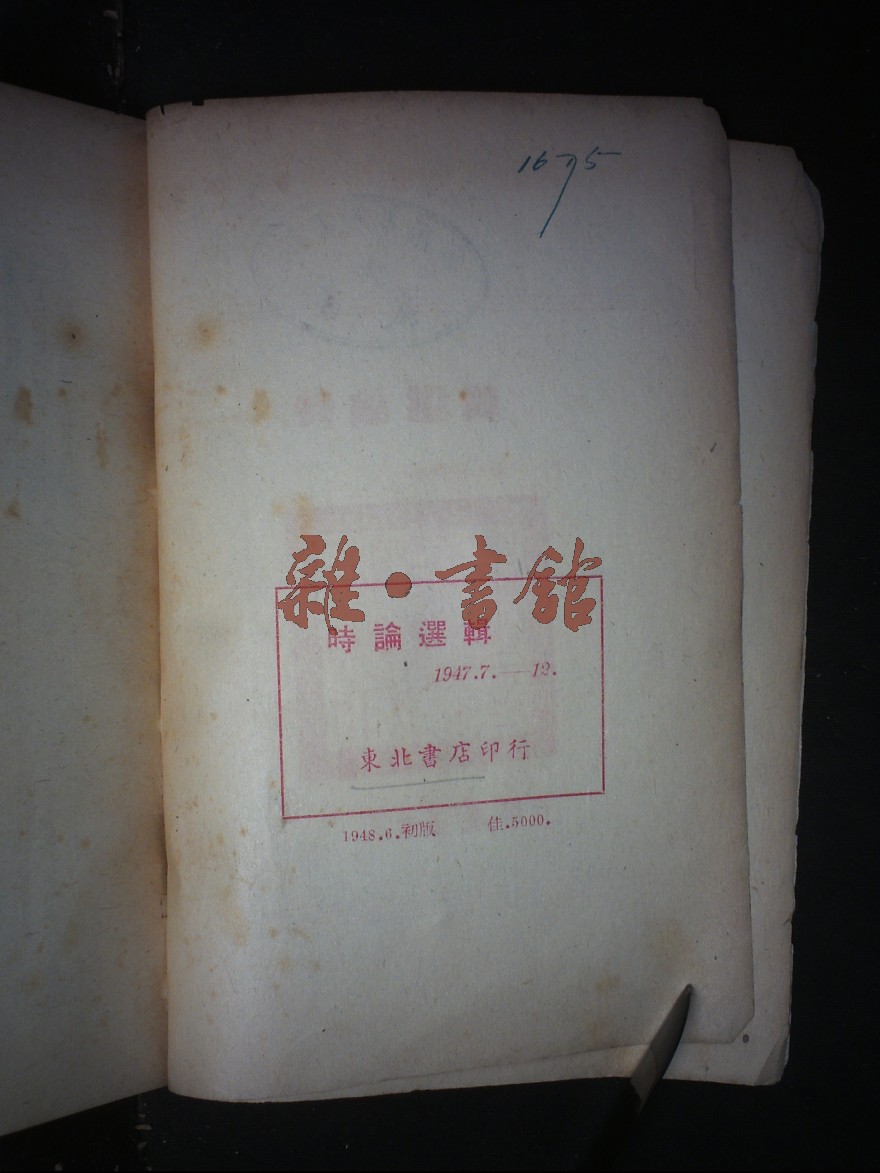 1675
雜·書館
時論選輯
1947.7.——12.
東北書店印行
1948.6.初版 佳.5000.